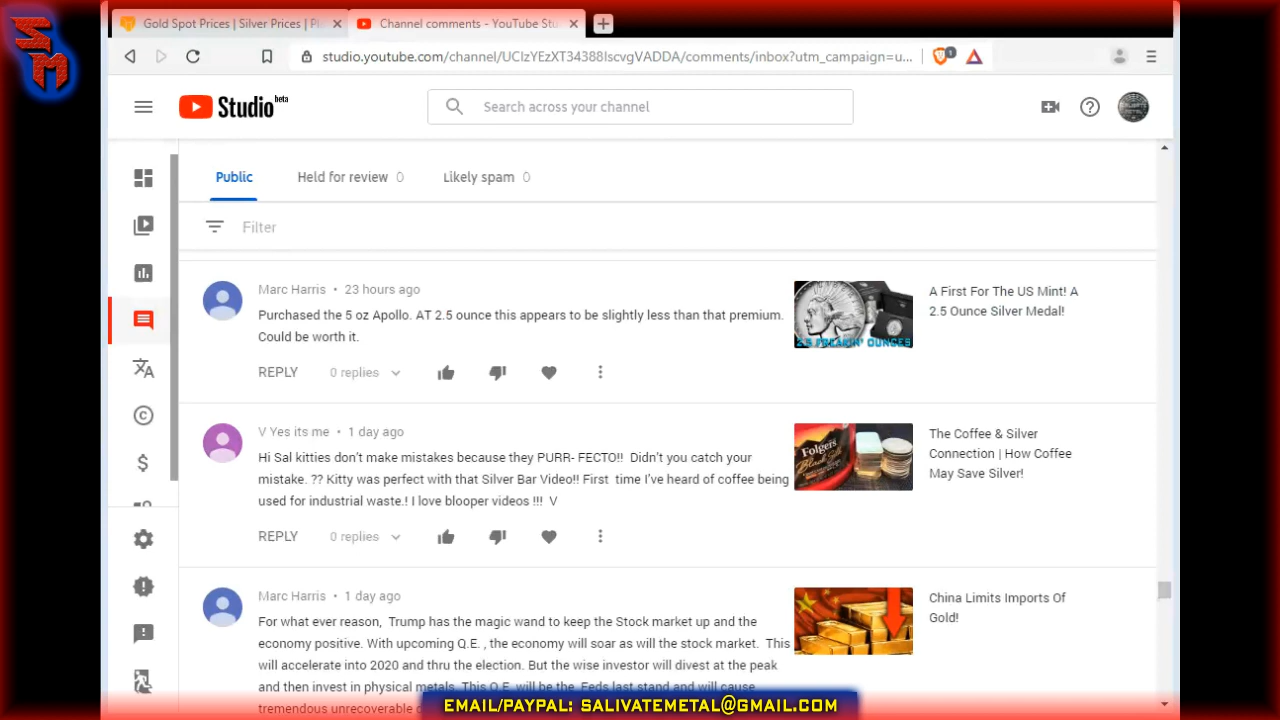 SM
Gold Spot Prices | Silver Prices | Pl
Channel comments - YouTube Stu
studio.youtube.com/channel/UClzYEzXT34388IscvgVADDA/comments/inbox?utm_campaign=u...
1
Studio beta
Search across your channel
Public
Held for review 0
Likely spam 0
Filter
Marc Harris • 23 hours ago
Purchased the 5 oz Apollo. AT 2.5 ounce this appears to be slightly less than that premium.
Could be worth it.
REPLY 0 replies
2.5 FREAKIN' OUNCES
A First For The US Mint! A
2.5 Ounce Silver Medal!
V Yes its me • 1 day ago
Hi Sal kitties don't make mistakes because they PURR- FECTO!! Didn't you catch your
mistake. ?? Kitty was perfect with that Silver Bar Video!! First time I've heard of coffee being
used for industrial waste.! I love blooper videos !!! V
REPLY 0 replies
Folgers
Black Silk
The Coffee & Silver
Connection | How Coffee
May Save Silver!
Marc Harris • 1 day ago
For what ever reason, Trump has the magic wand to keep the Stock market up and the
economy positive. With upcoming Q.E. , the economy will soar as will the stock market. This
will accelerate into 2020 and thru the election. But the wise investor will divest at the peak
and then invest in physical metals. This Q.E. will be the Feds last stand and will cause
tremendous unrecoverable
China Limits Imports Of
Gold!
EMAIL/PAYPAL: SALIVATEMETAL@GMAIL.COM